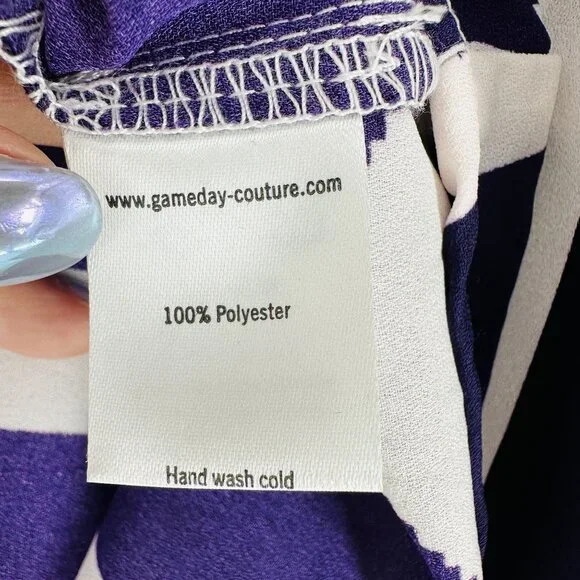 www.gameday-couture.com
100% Polyester
Hand wash cold